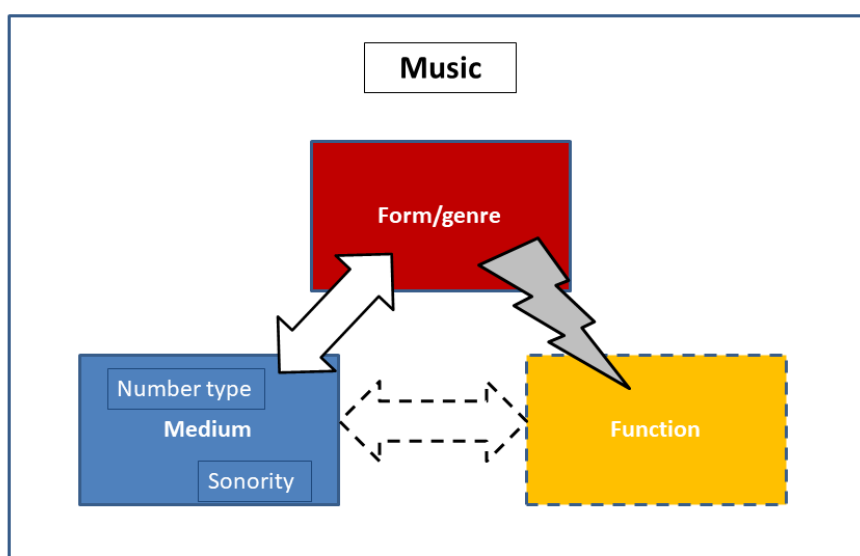 Music
Form/genre
Number type
Medium
Sonority
Function